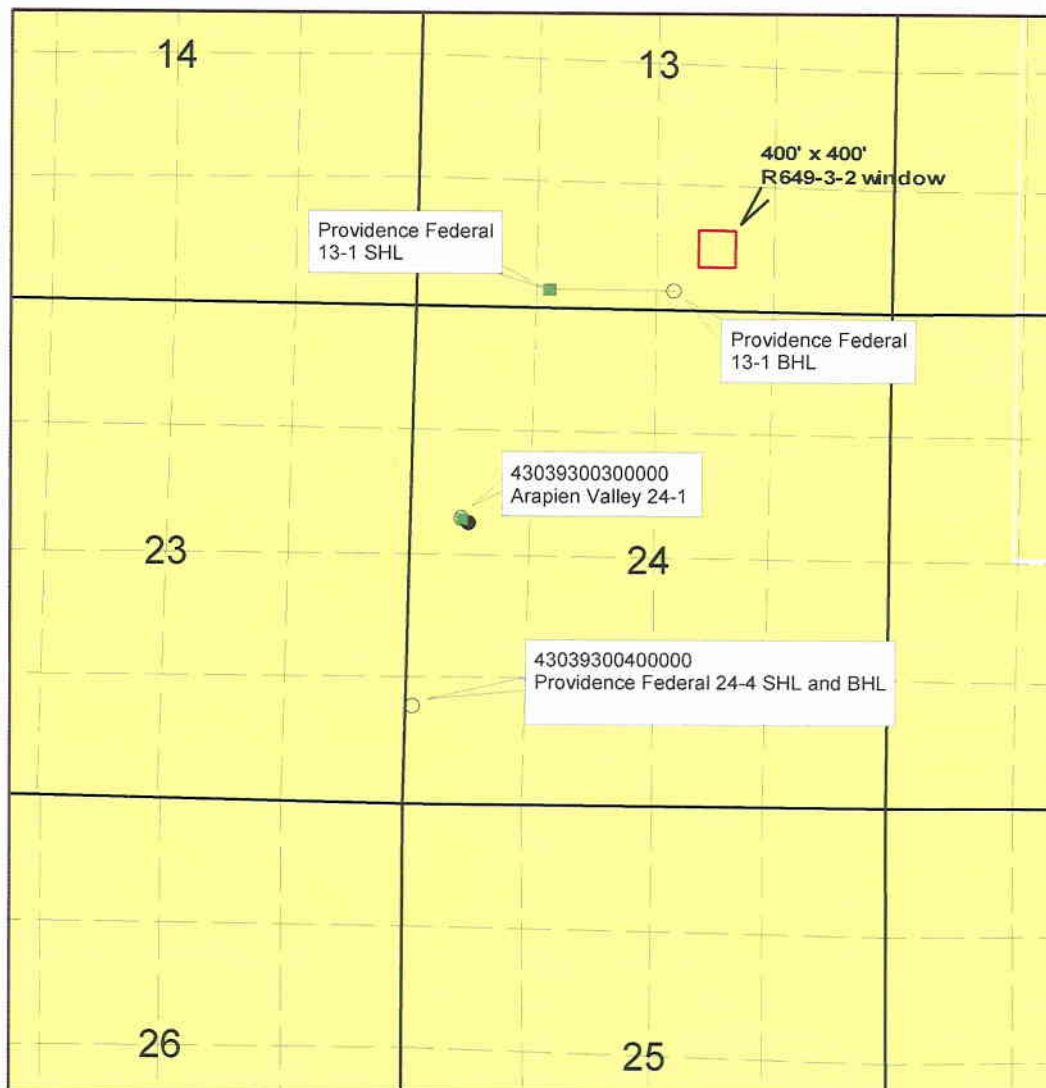 14
13
400' x 400'
R649-3-2 window
Providence Federal
13-1 SHL
Providence Federal
13-1 BHL
43039300300000
Arapien Valley 24-1
23
24
43039300400000
Providence Federal 24-4 SHL and BHL
26
25